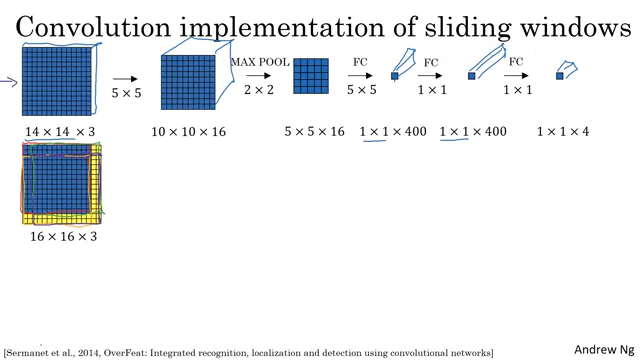 Convolution implementation of sliding windows
MAX POOL FC FC FC
5 × 5 2 × 2 5 × 5 1 × 1 1 × 1
14 × 14 × 3 10 × 10 × 16 5 × 5 × 16 1 × 1 × 400 1 × 1 × 400 1 × 1 × 4
16 × 16 × 3
[Sermanet et al., 2014, OverFeat: Integrated recognition, localization and detection using convolutional networks] Andrew Ng